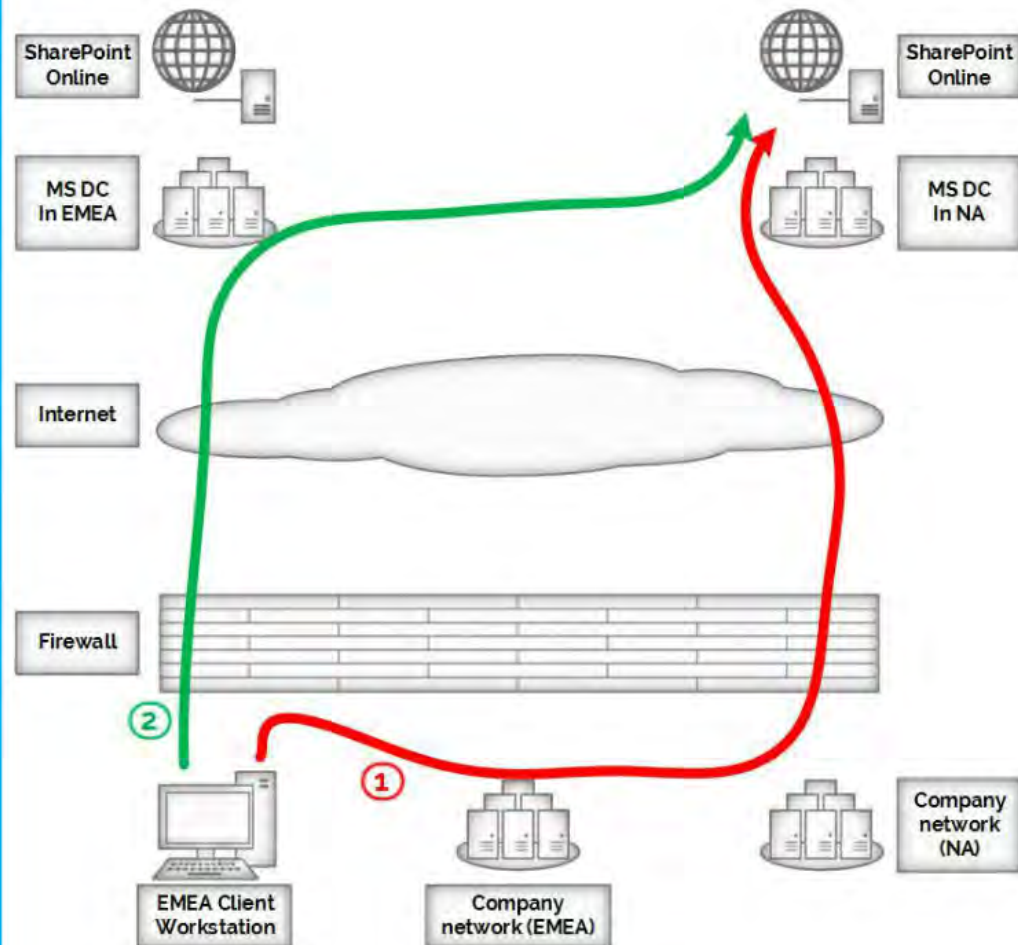 SharePoint
Online
SharePoint
Online
MS DC
In EMEA
MS DC
In NA
Internet
Firewall
2
1
EMEA Client
Workstation
Company
network (EMEA)
Company
network
(NA)